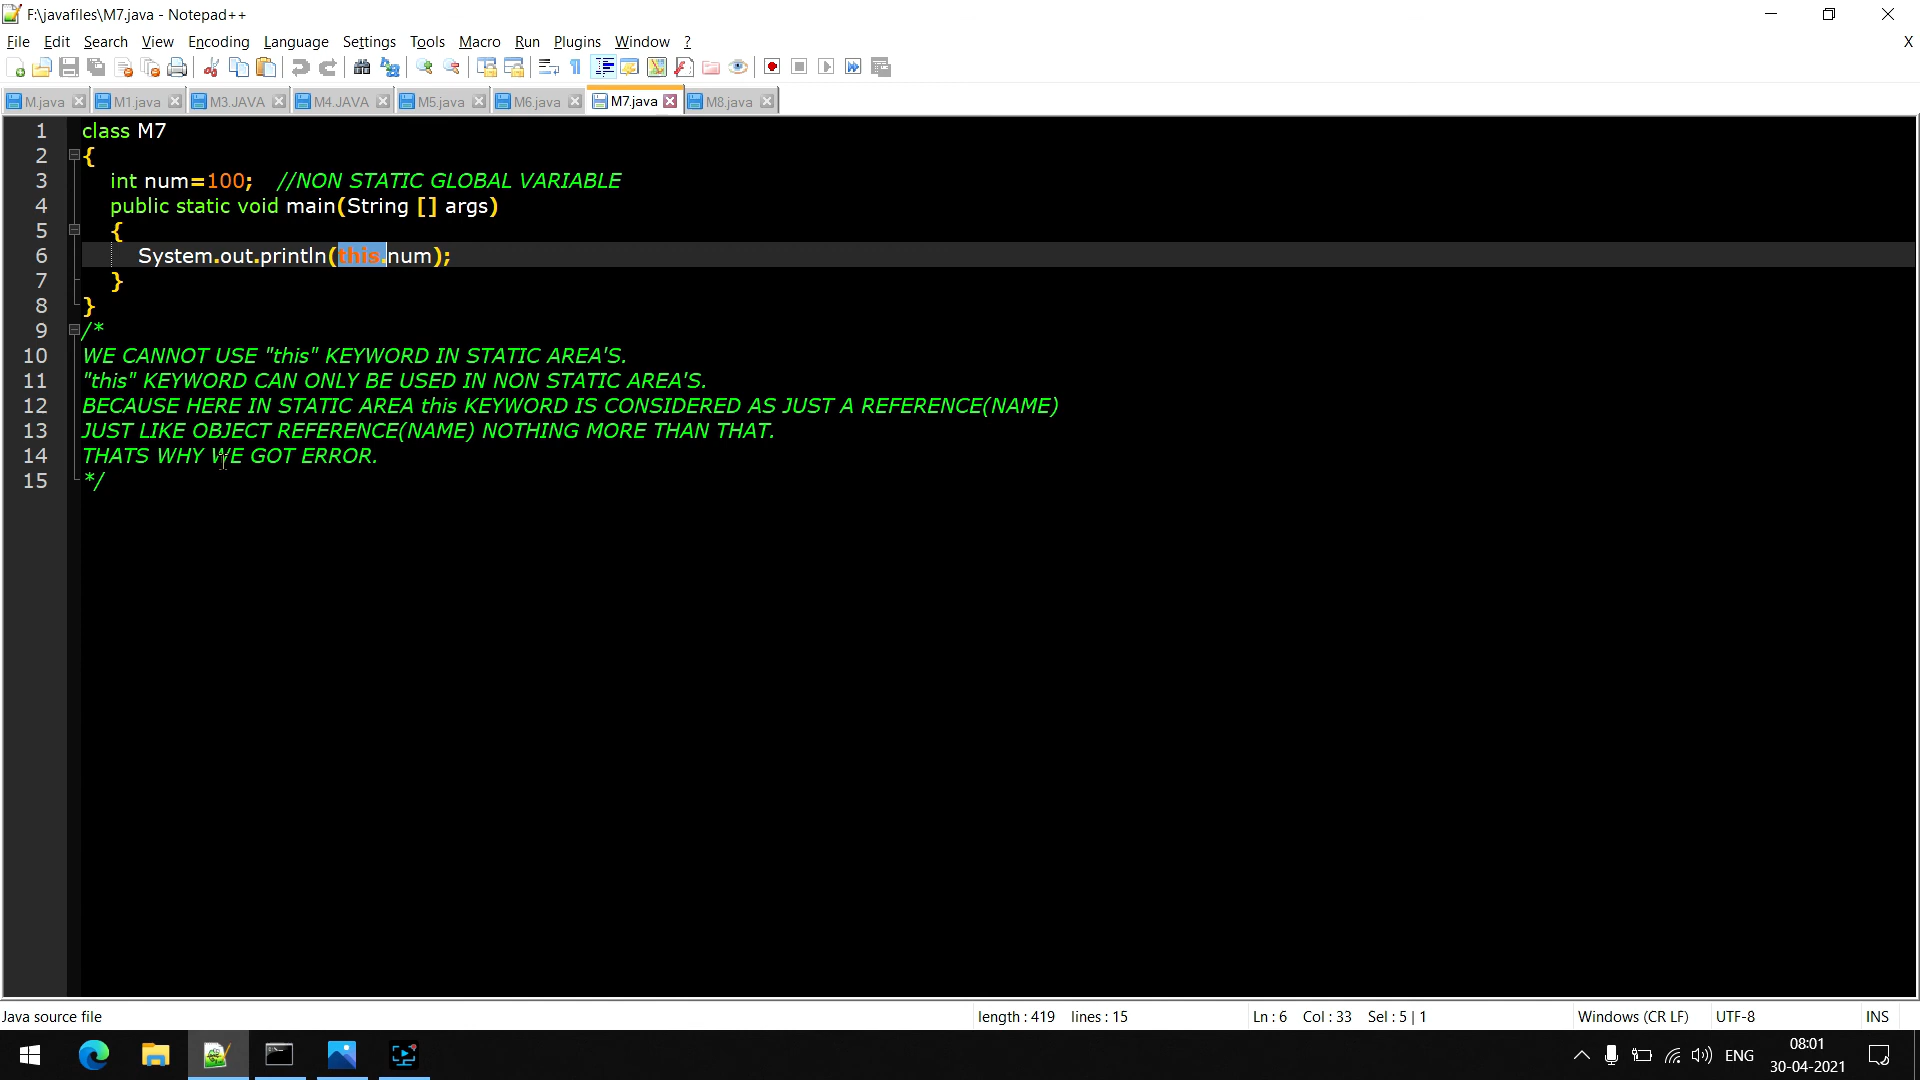 F:\javafiles\M7.java - Notepad++
File Edit Search View Encoding Language Settings Tools Macro Run Plugins Window ? X
M.java M1.java M3.JAVA M4.JAVA M5.java M6.java M7.java M8.java
1 class M7
2 {
3 int num=100; //NON STATIC GLOBAL VARIABLE
4 public static void main(String [] args)
5 {
6 System.out.println(this.num);
7 }
8 }
9 /*
10 WE CANNOT USE "this" KEYWORD IN STATIC AREA'S.
11 "this" KEYWORD CAN ONLY BE USED IN NON STATIC AREA'S.
12 BECAUSE HERE IN STATIC AREA this KEYWORD IS CONSIDERED AS JUST A REFERENCE(NAME)
13 JUST LIKE OBJECT REFERENCE(NAME) NOTHING MORE THAN THAT.
14 THATS WHY WE GOT ERROR.
15 */
Java source file length : 419 lines : 15 Ln : 6 Col : 33 Sel : 5 | 1 Windows (CR LF) UTF-8 INS
ENG 08:01
30-04-2021